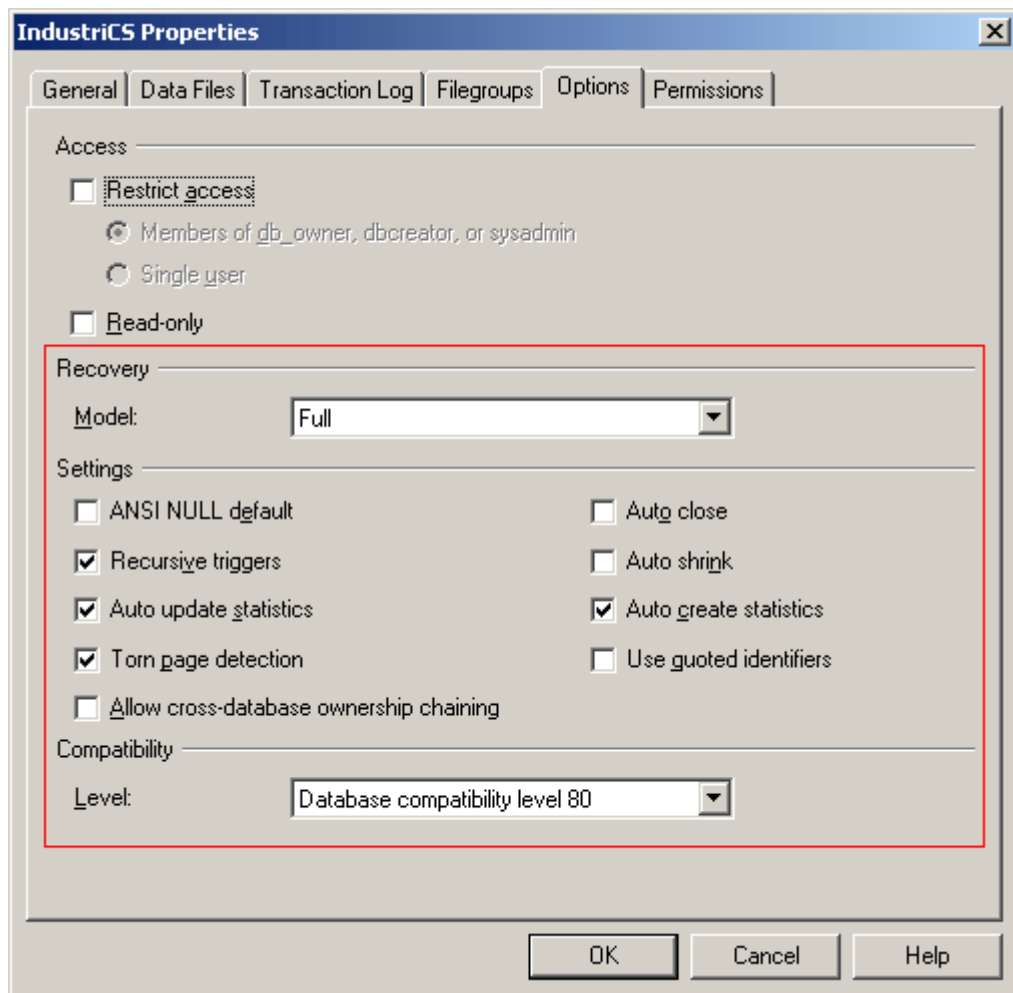 IndustriCS Properties
General Data Files Transaction Log Filegroups Options Permissions
Access
Restrict access
Members of db_owner, dbcreator, or sysadmin
Single user
Read-only
Recovery
Model: Full
Settings
ANSI NULL default Auto close
Recursive triggers Auto shrink
Auto update statistics Auto create statistics
Torn page detection Use quoted identifiers
Allow cross-database ownership chaining
Compatibility
Level: Database compatibility level 80
OK Cancel Help